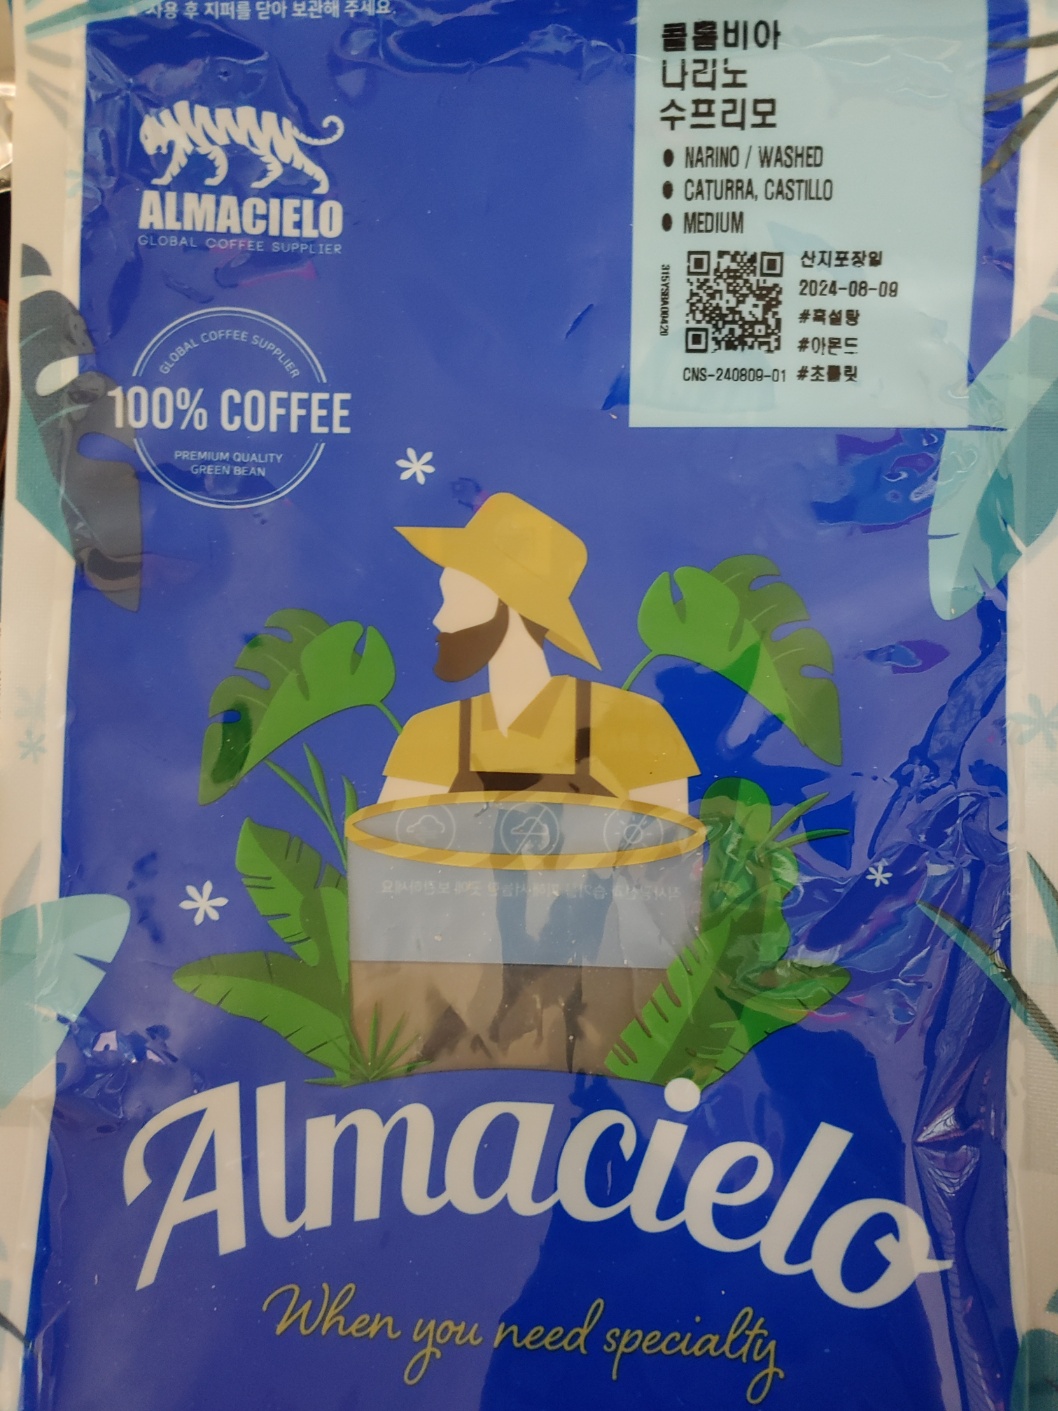 사용 후 지퍼를 닫아 보관해 주세요.
ALMACIELO
GLOBAL COFFEE SUPPLIER
콜롬비아
나리노
수프리모
NARINO / WASHED
CATURRA, CASTILLO
MEDIUM
산지포장일
2024-08-09
#흑설탕
#아몬드
#초콜릿
CNS-240809-01
GLOBAL COFFEE SUPPLIER
100% COFFEE
PREMIUM QUALITY
GREEN BEAN
Almacielo
When you need specialty